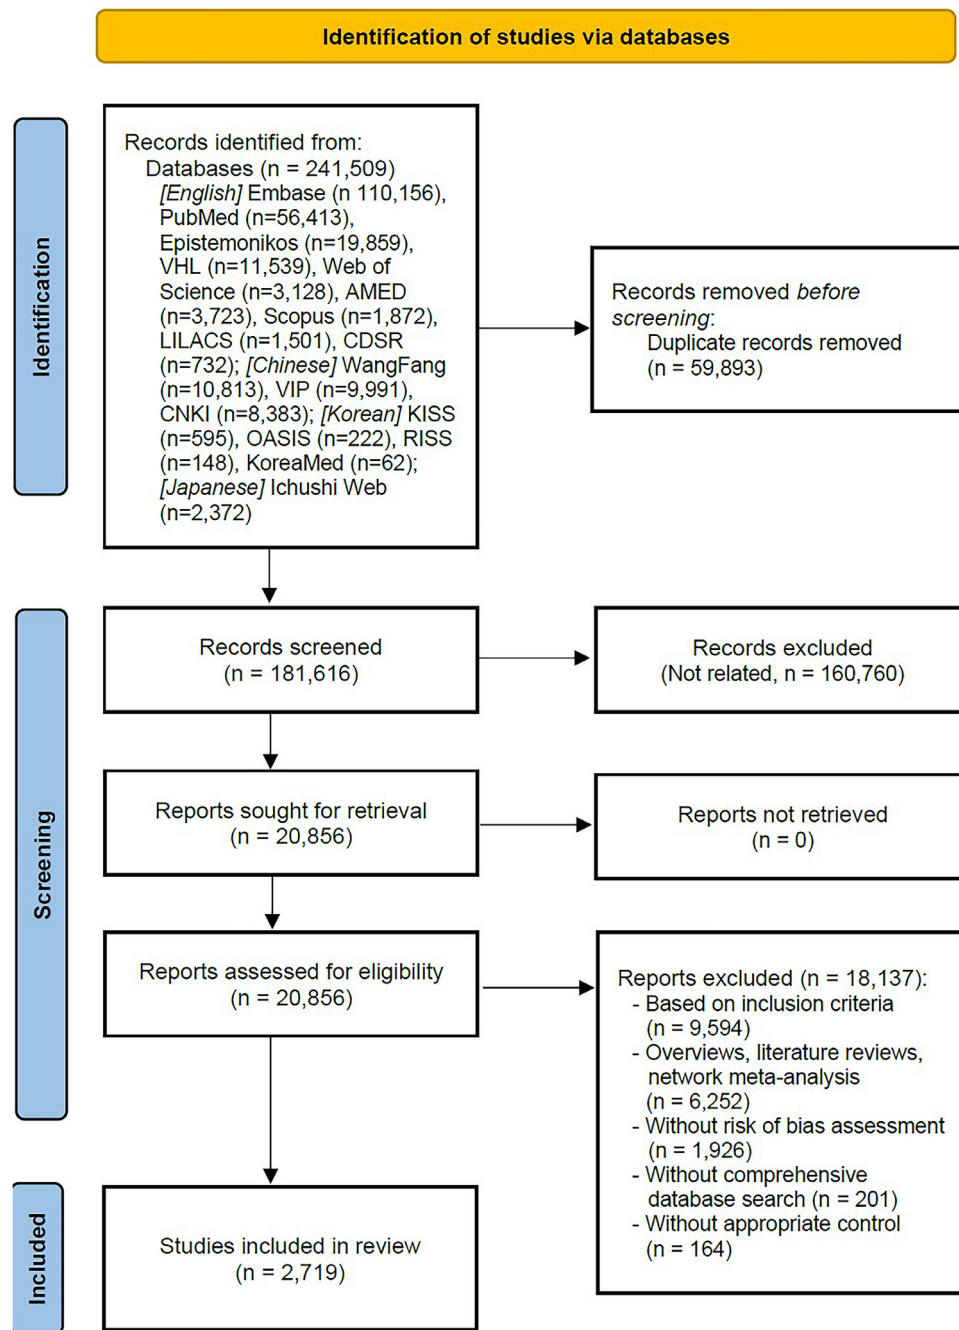 Identification of studies via databases
Identification
Records identified from:
Databases (n = 241,509)
[English] Embase (n 110,156),
PubMed (n=56,413),
Epistemonikos (n=19,859),
VHL (n=11,539), Web of
Science (n=3,128), AMED
(n=3,723), Scopus (n=1,872),
LILACS (n=1,501), CDSR
(n=732); [Chinese] WangFang
(n=10,813), VIP (n=9,991),
CNKI (n=8,383); [Korean] KISS
(n=595), OASIS (n=222), RISS
(n=148), KoreaMed (n=62);
[Japanese] Ichushi Web
(n=2,372)
Records removed before
screening:
Duplicate records removed
(n = 59,893)
Screening
Records screened
(n = 181,616)
Records excluded
(Not related, n = 160,760)
Reports sought for retrieval
(n = 20,856)
Reports not retrieved
(n = 0)
Reports assessed for eligibility
(n = 20,856)
Reports excluded (n = 18,137):
- Based on inclusion criteria
(n = 9,594)
- Overviews, literature reviews,
network meta-analysis
(n = 6,252)
- Without risk of bias assessment
(n = 1,926)
- Without comprehensive
database search (n = 201)
- Without appropriate control
(n = 164)
Included
Studies included in review
(n = 2,719)